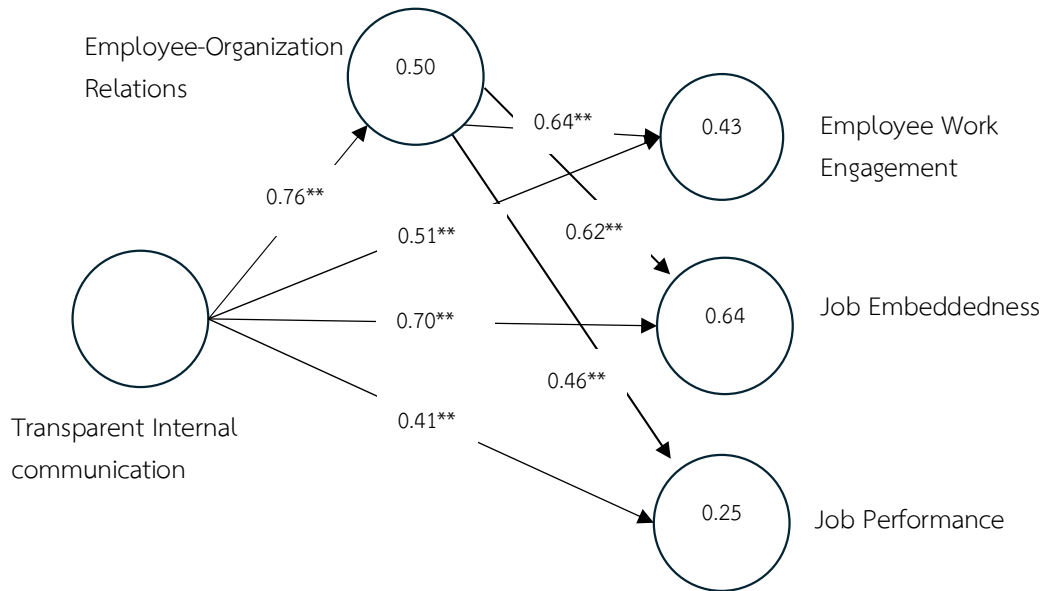 Employee-Organization
Relations
0.50
0.64**
0.43
Employee Work
Engagement
0.76**
0.51**
0.62**
0.70**
0.64
Job Embeddedness
0.46**
0.41**
Transparent Internal
communication
0.25
Job Performance